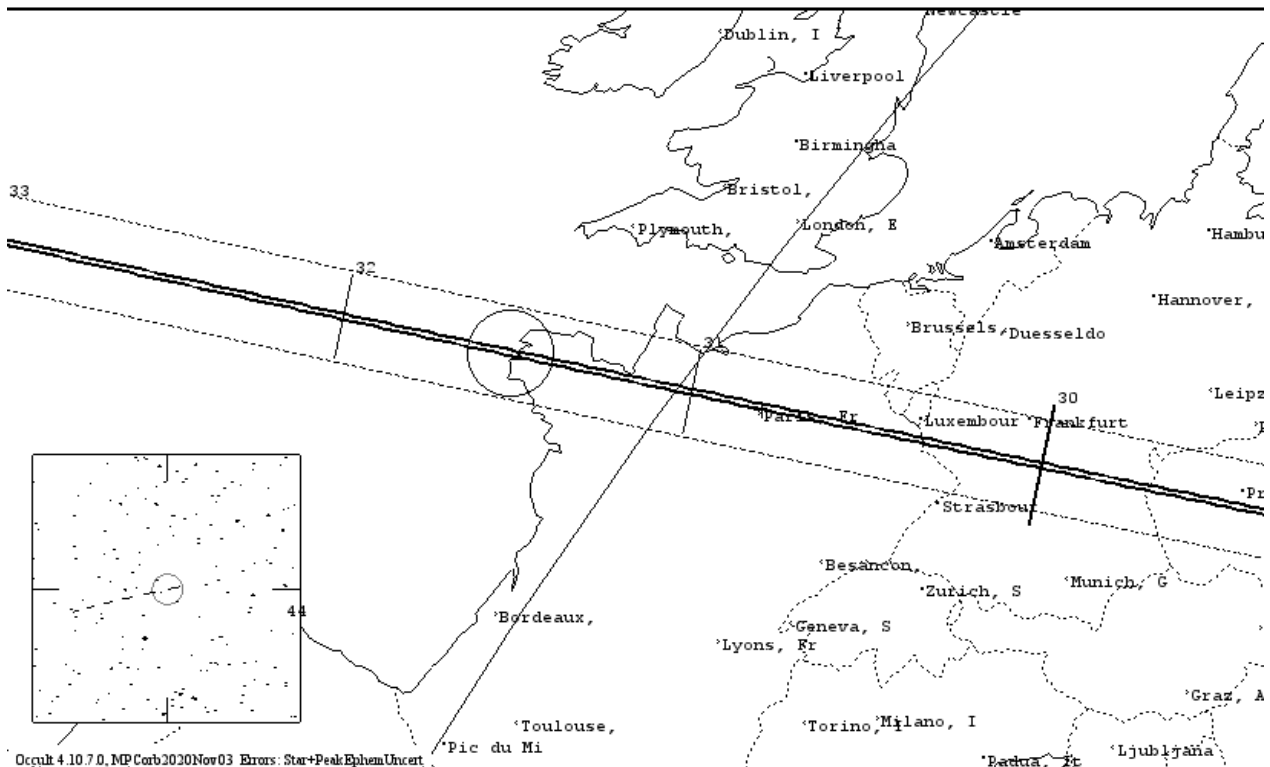 Newcastle
Dublin, I
Liverpool
Birmingha
Bristol,
33
Plymouth,
London, E
Amsterdam
Hambu
32
Hannover,
Brussels,
Duesseldo
31
Leipz
30
Paris, Fr
Luxembour
Frankfurt
P
Pr
Strasbour
Besancon,
Munich, G
Zurich, S
44
Bordeaux,
Geneva, S
Lyons, Fr
Graz, A
Toulouse,
Torino, I
Milano, I
Pic du Mi
Ljubljana
Padua, It
Occult 4.10.7.0, MPCorb2020Nov03 Errors: Star+PeakEphemUncert